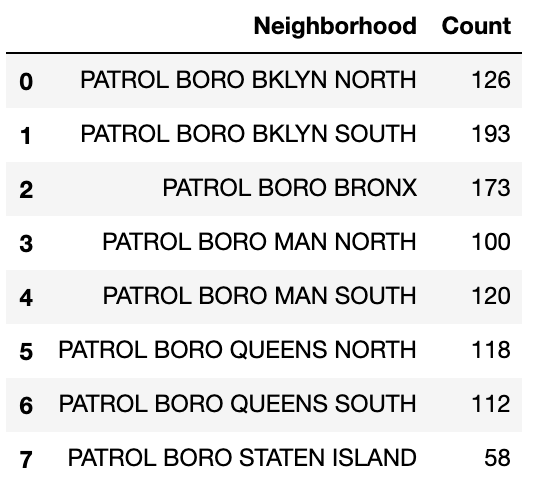 Neighborhood Count
0 PATROL BORO BKLYN NORTH 126
1 PATROL BORO BKLYN SOUTH 193
2 PATROL BORO BRONX 173
3 PATROL BORO MAN NORTH 100
4 PATROL BORO MAN SOUTH 120
5 PATROL BORO QUEENS NORTH 118
6 PATROL BORO QUEENS SOUTH 112
7 PATROL BORO STATEN ISLAND 58